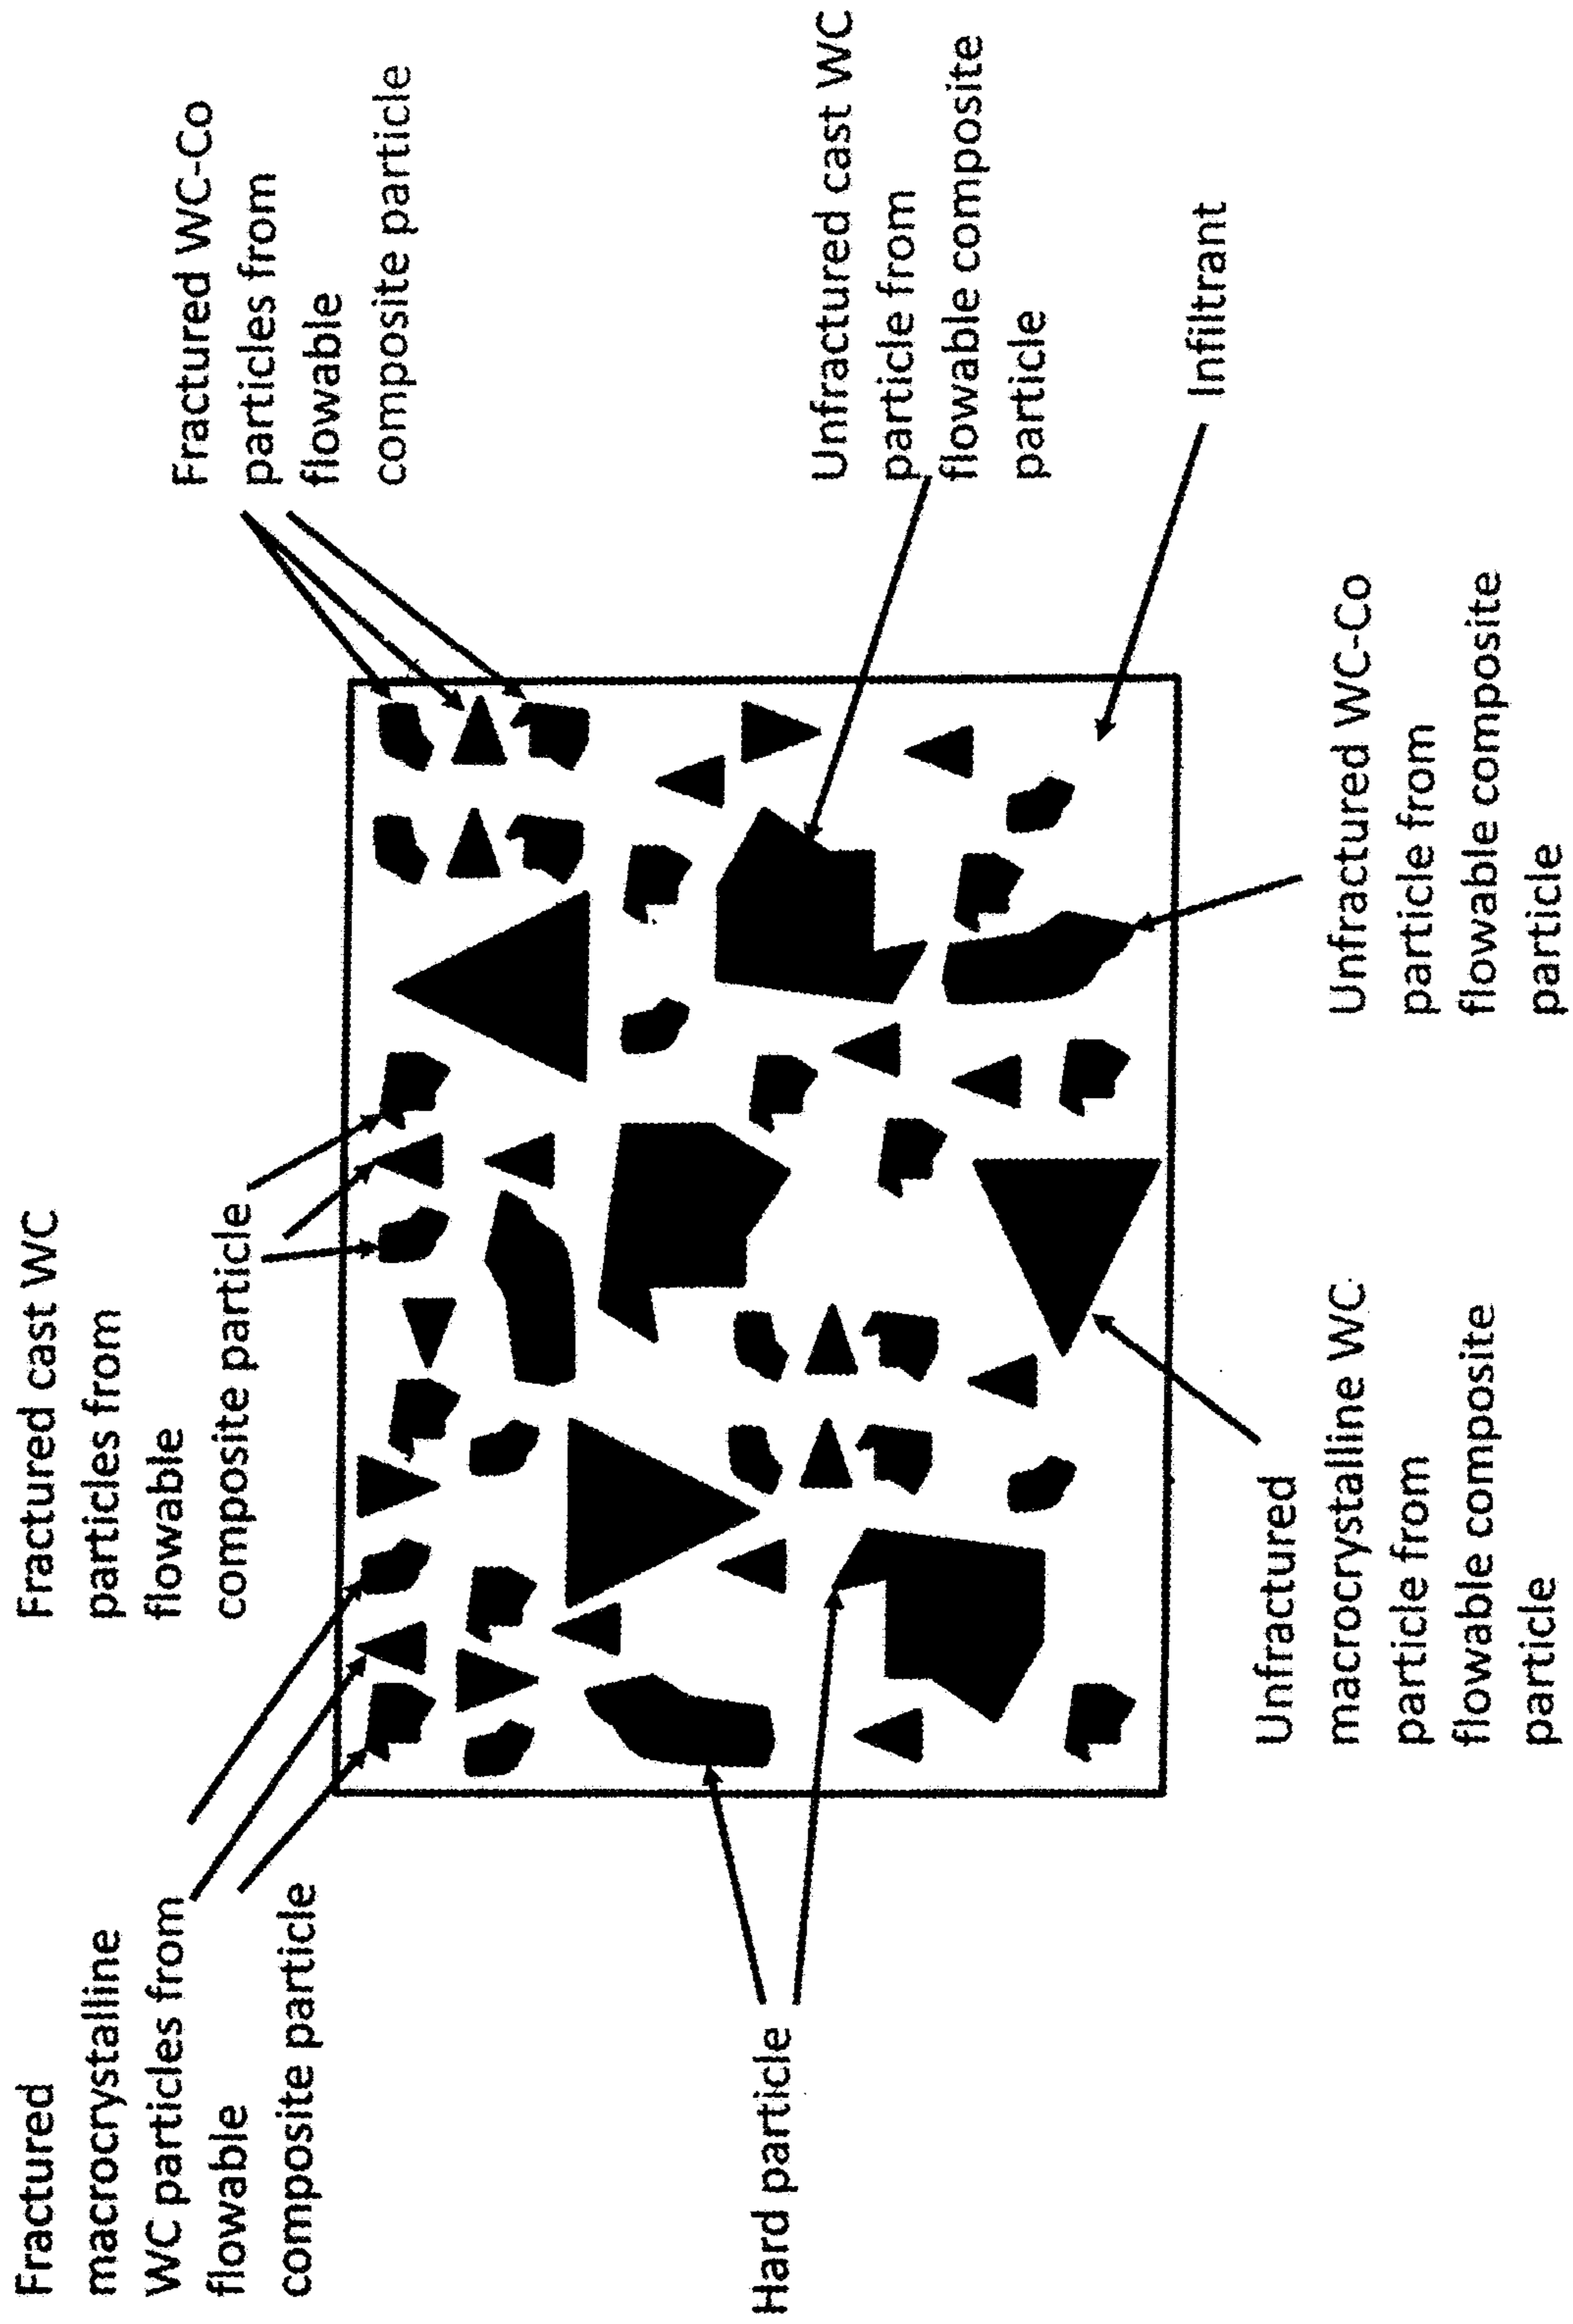 Fractured
macrocrystalline
WC particles from
flowable
composite particle
Fractured cast WC
particles from
flowable
composite particle
Fractured WC-Co
particles from
flowable
composite particle
Hard particle
Unfractured cast WC
particle from
flowable composite
particle
Infiltrant
Unfractured
macrocrystalline WC
particle from
flowable composite
particle
Unfractured WC-Co
particle from
flowable composite
particle